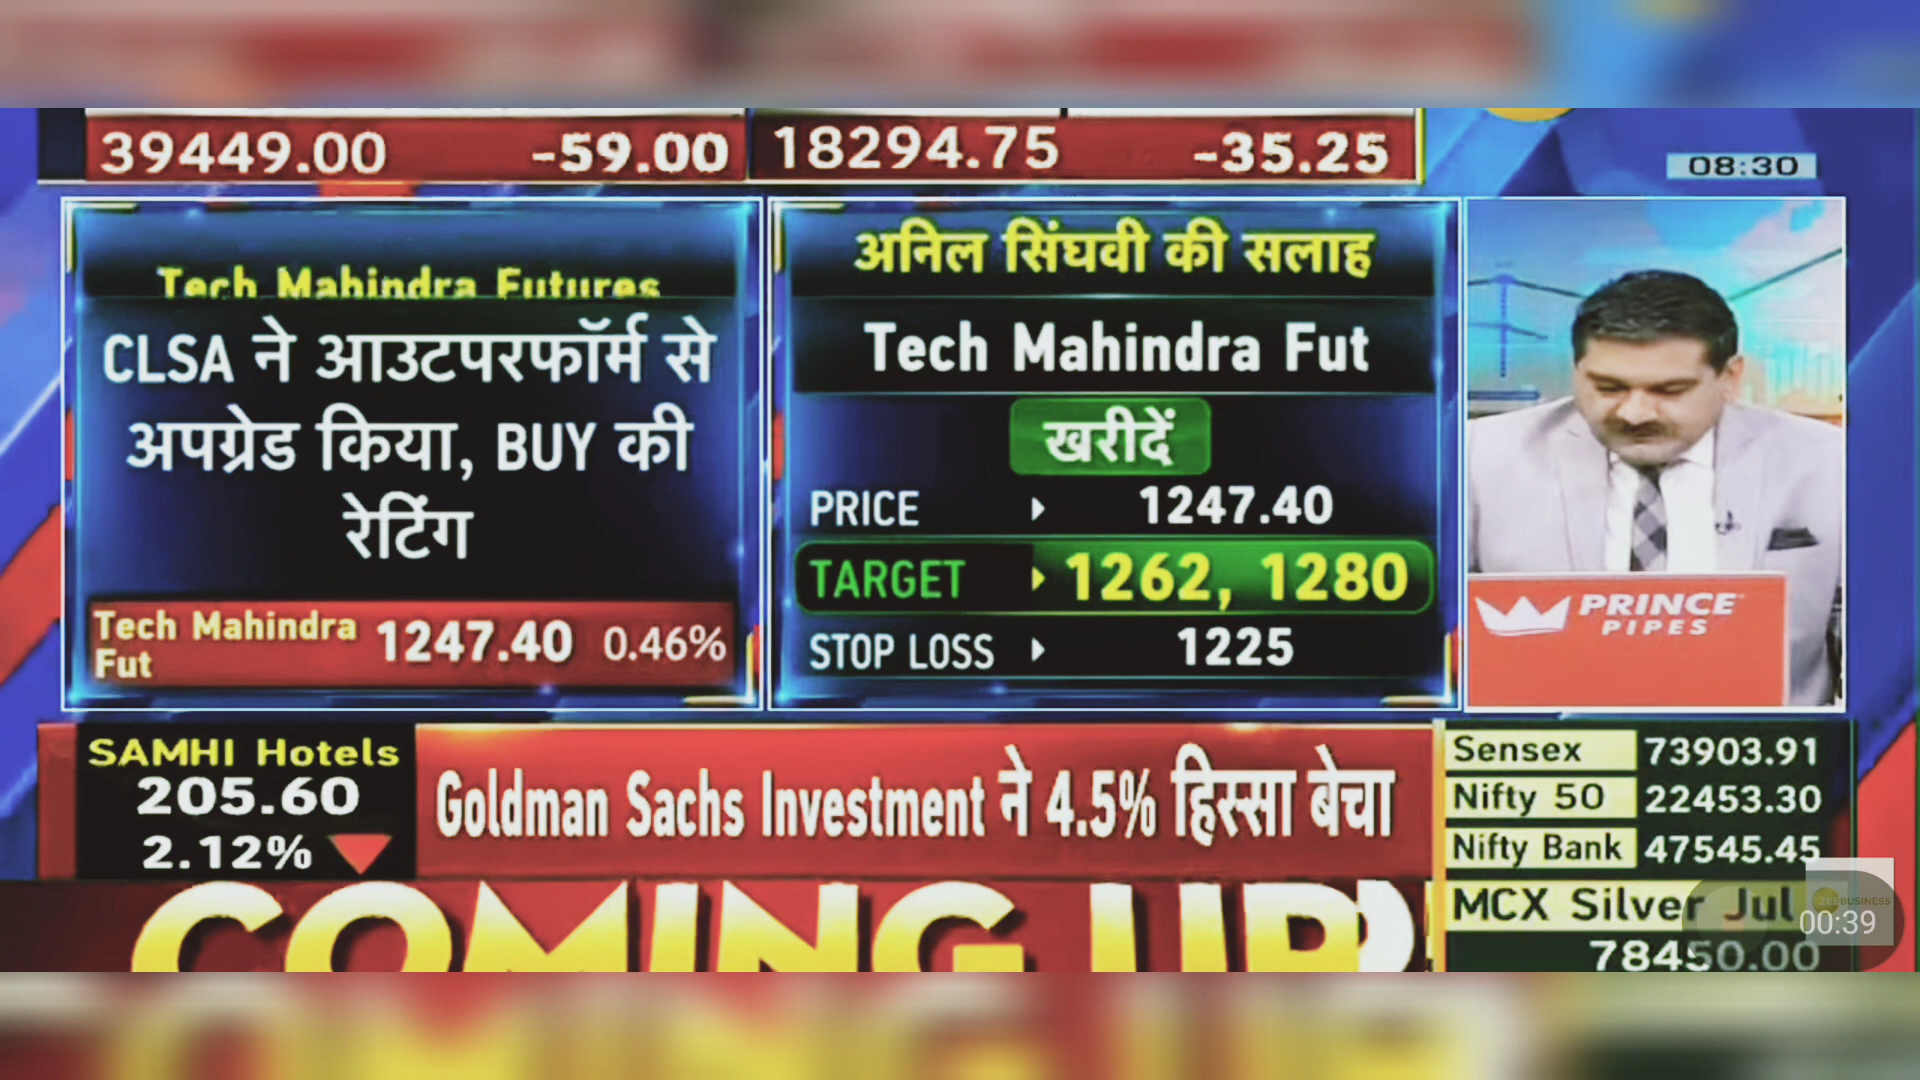 39449.00 -59.00
18294.75 -35.25
08:30
Tech Mahindra Futures
CLSA ने आउटपरफॉर्म से
अपग्रेड किया, BUY की
रेटिंग
Tech Mahindra
Fut
1247.40 0.46%
अनिल सिंघवी की सलाह
Tech Mahindra Fut
खरीदें
PRICE 1247.40
TARGET 1262, 1280
STOP LOSS 1225
PRINCE
PIPES
SAMHI Hotels
205.60
2.12%
Goldman Sachs Investment ने 4.5% हिस्सा बेचा
Sensex 73903.91
Nifty 50 22453.30
Nifty Bank 47545.45
MCX Silver Jul
78450.00
ZEEBUSINESS
00:39
COMING UP